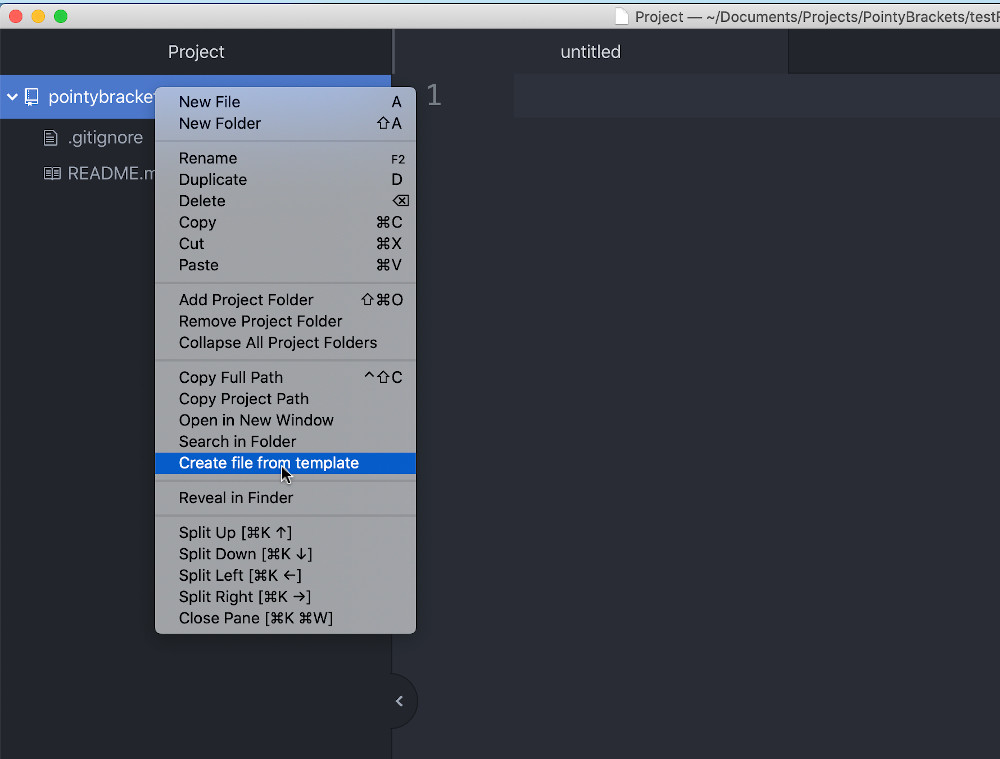 Project — ~/Documents/Projects/PointyBrackets/
Project
untitled
1
.gitignore
New File A
New Folder ⇧A
Rename F2
Duplicate D
Delete ⌫
Copy ⌘C
Cut ⌘X
Paste ⌘V
Add Project Folder ⇧⌘O
Remove Project Folder
Collapse All Project Folders
Copy Full Path ^⇧C
Copy Project Path
Open in New Window
Search in Folder
Create file from template
Reveal in Finder
Split Up [⌘K ↑]
Split Down [⌘K ↓]
Split Left [⌘K ←]
Split Right [⌘K →]
Close Pane [⌘K ⌘W]